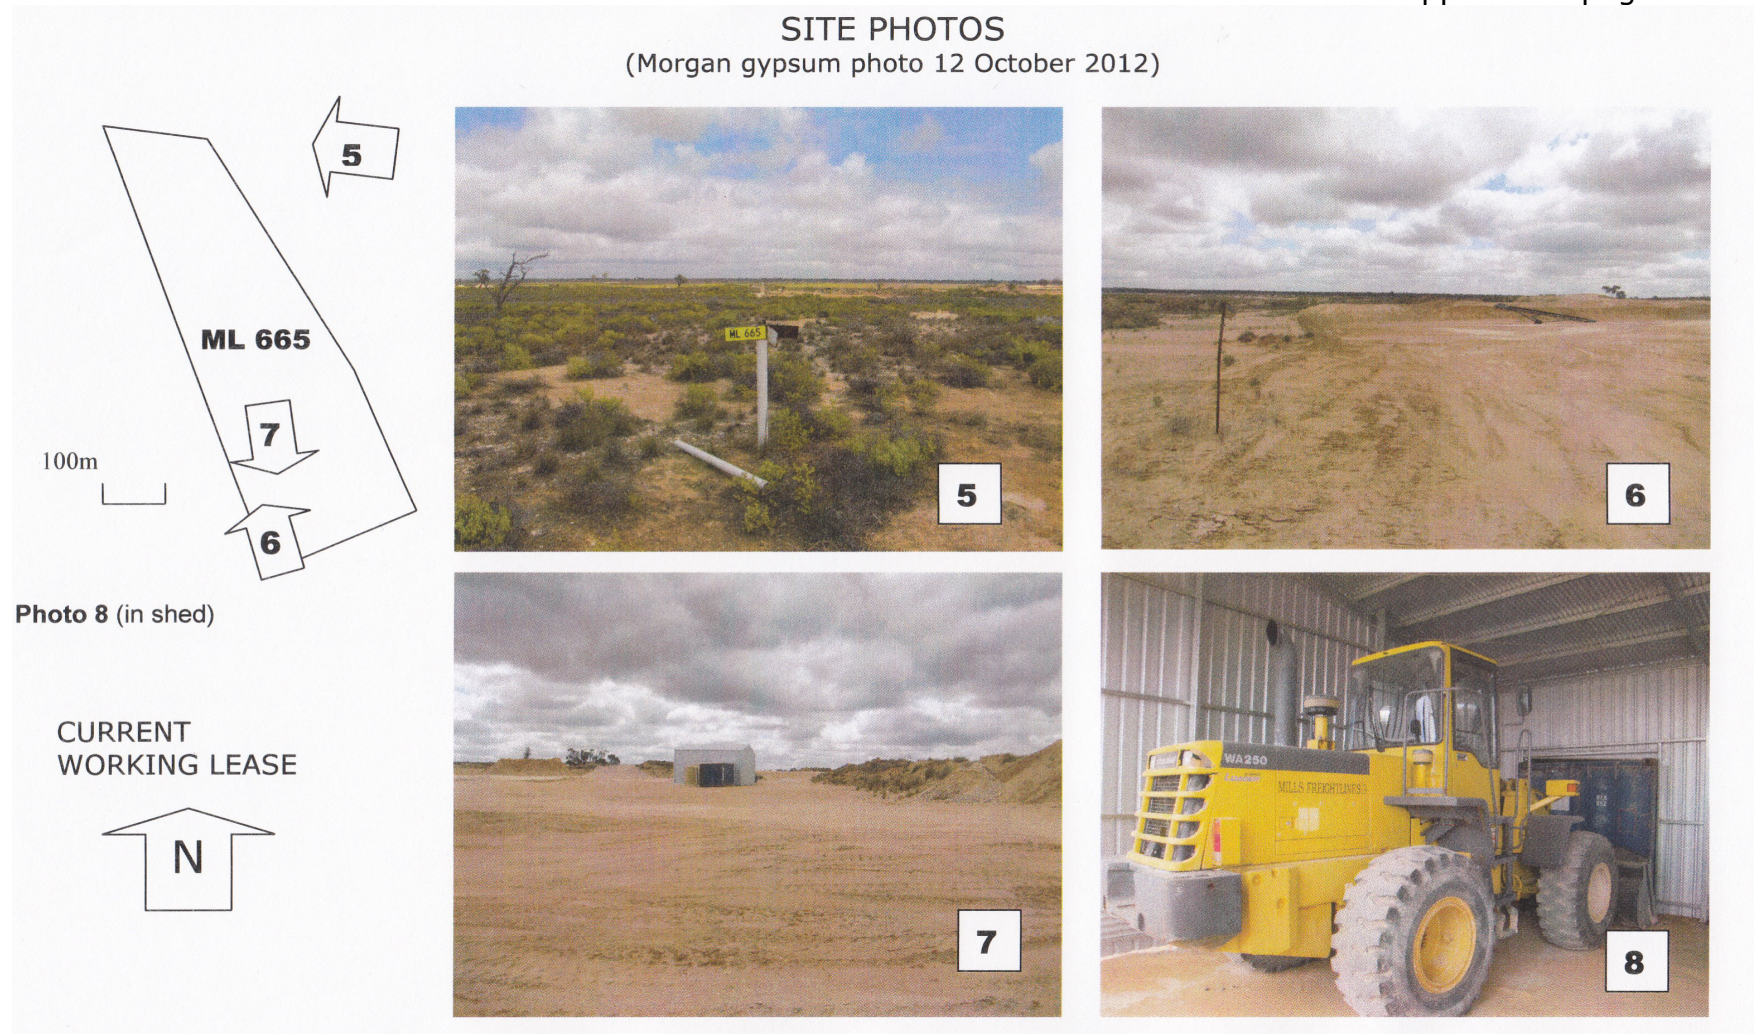 SITE PHOTOS
(Morgan gypsum photo 12 October 2012)
5
ML 665
7
100m
6
Photo 8 (in shed)
CURRENT
WORKING LEASE
N
ML 665
5
6
7
WA250
MILLS FREIGHTLINES
8